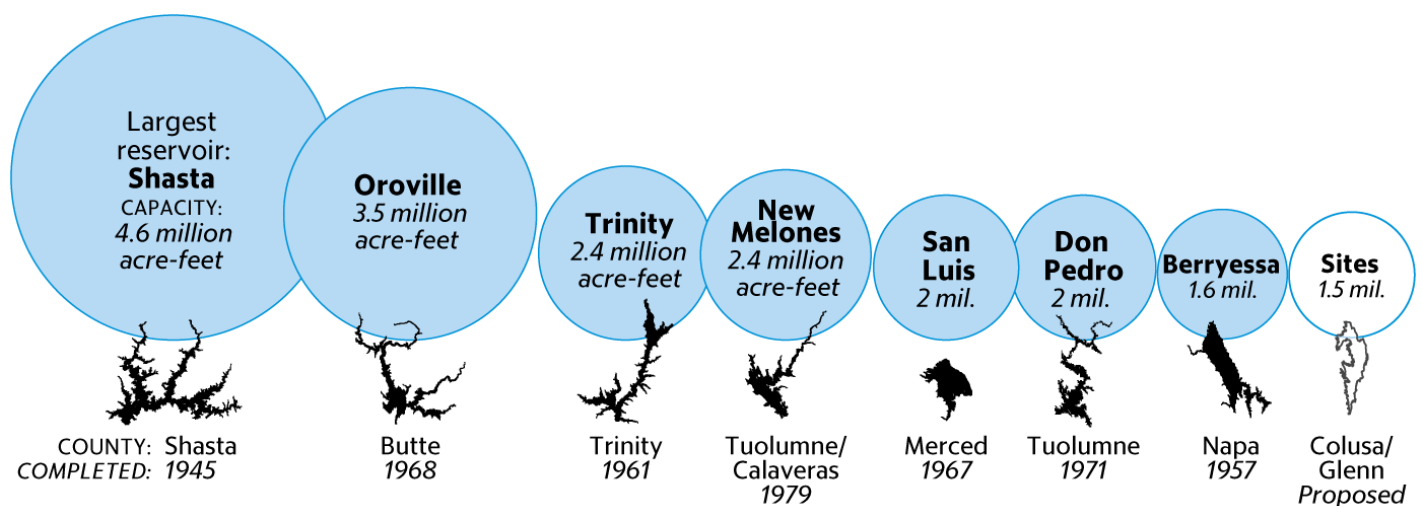 Largest
reservoir:
Shasta
CAPACITY:
4.6 million
acre-feet
Oroville
3.5 million
acre-feet
Trinity
2.4 million
acre-feet
New
Melones
2.4 million
acre-feet
San
Luis
2 mil.
Don
Pedro
2 mil.
Berryessa
1.6 mil.
Sites
1.5 mil.
COUNTY: Shasta
COMPLETED: 1945
Butte
1968
Trinity
1961
Tuolumne/
Calaveras
1979
Merced
1967
Tuolumne
1971
Napa
1957
Colusa/
Glenn
Proposed